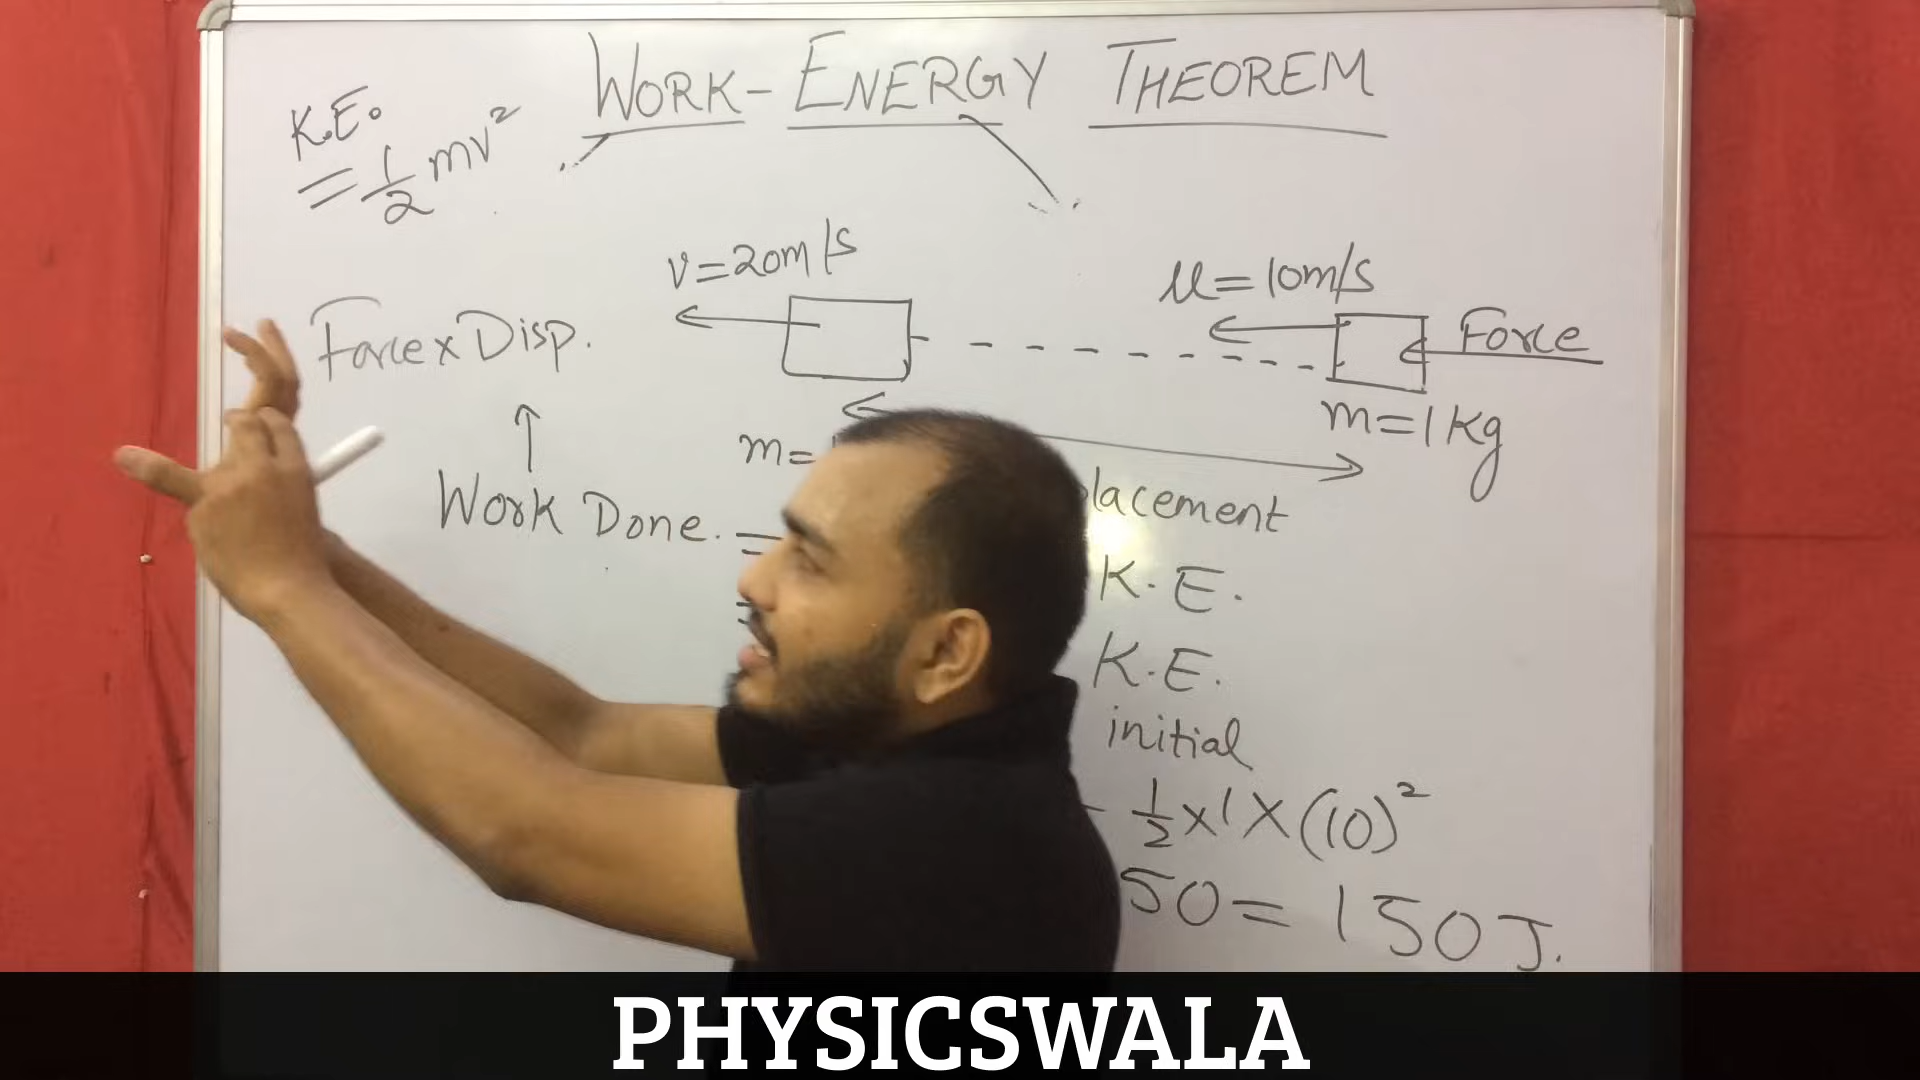 WORK-ENERGY THEOREM
K.E.
= 1/2 mv²
v=20m/s
u=10m/s
Force x Disp.
Force
m=1kg
m=
lacement
Work Done. =
K.E.
=
K.E.
initial
- 1/2 x 1 x (10)²
50 = 150 J.
PHYSICSWALA